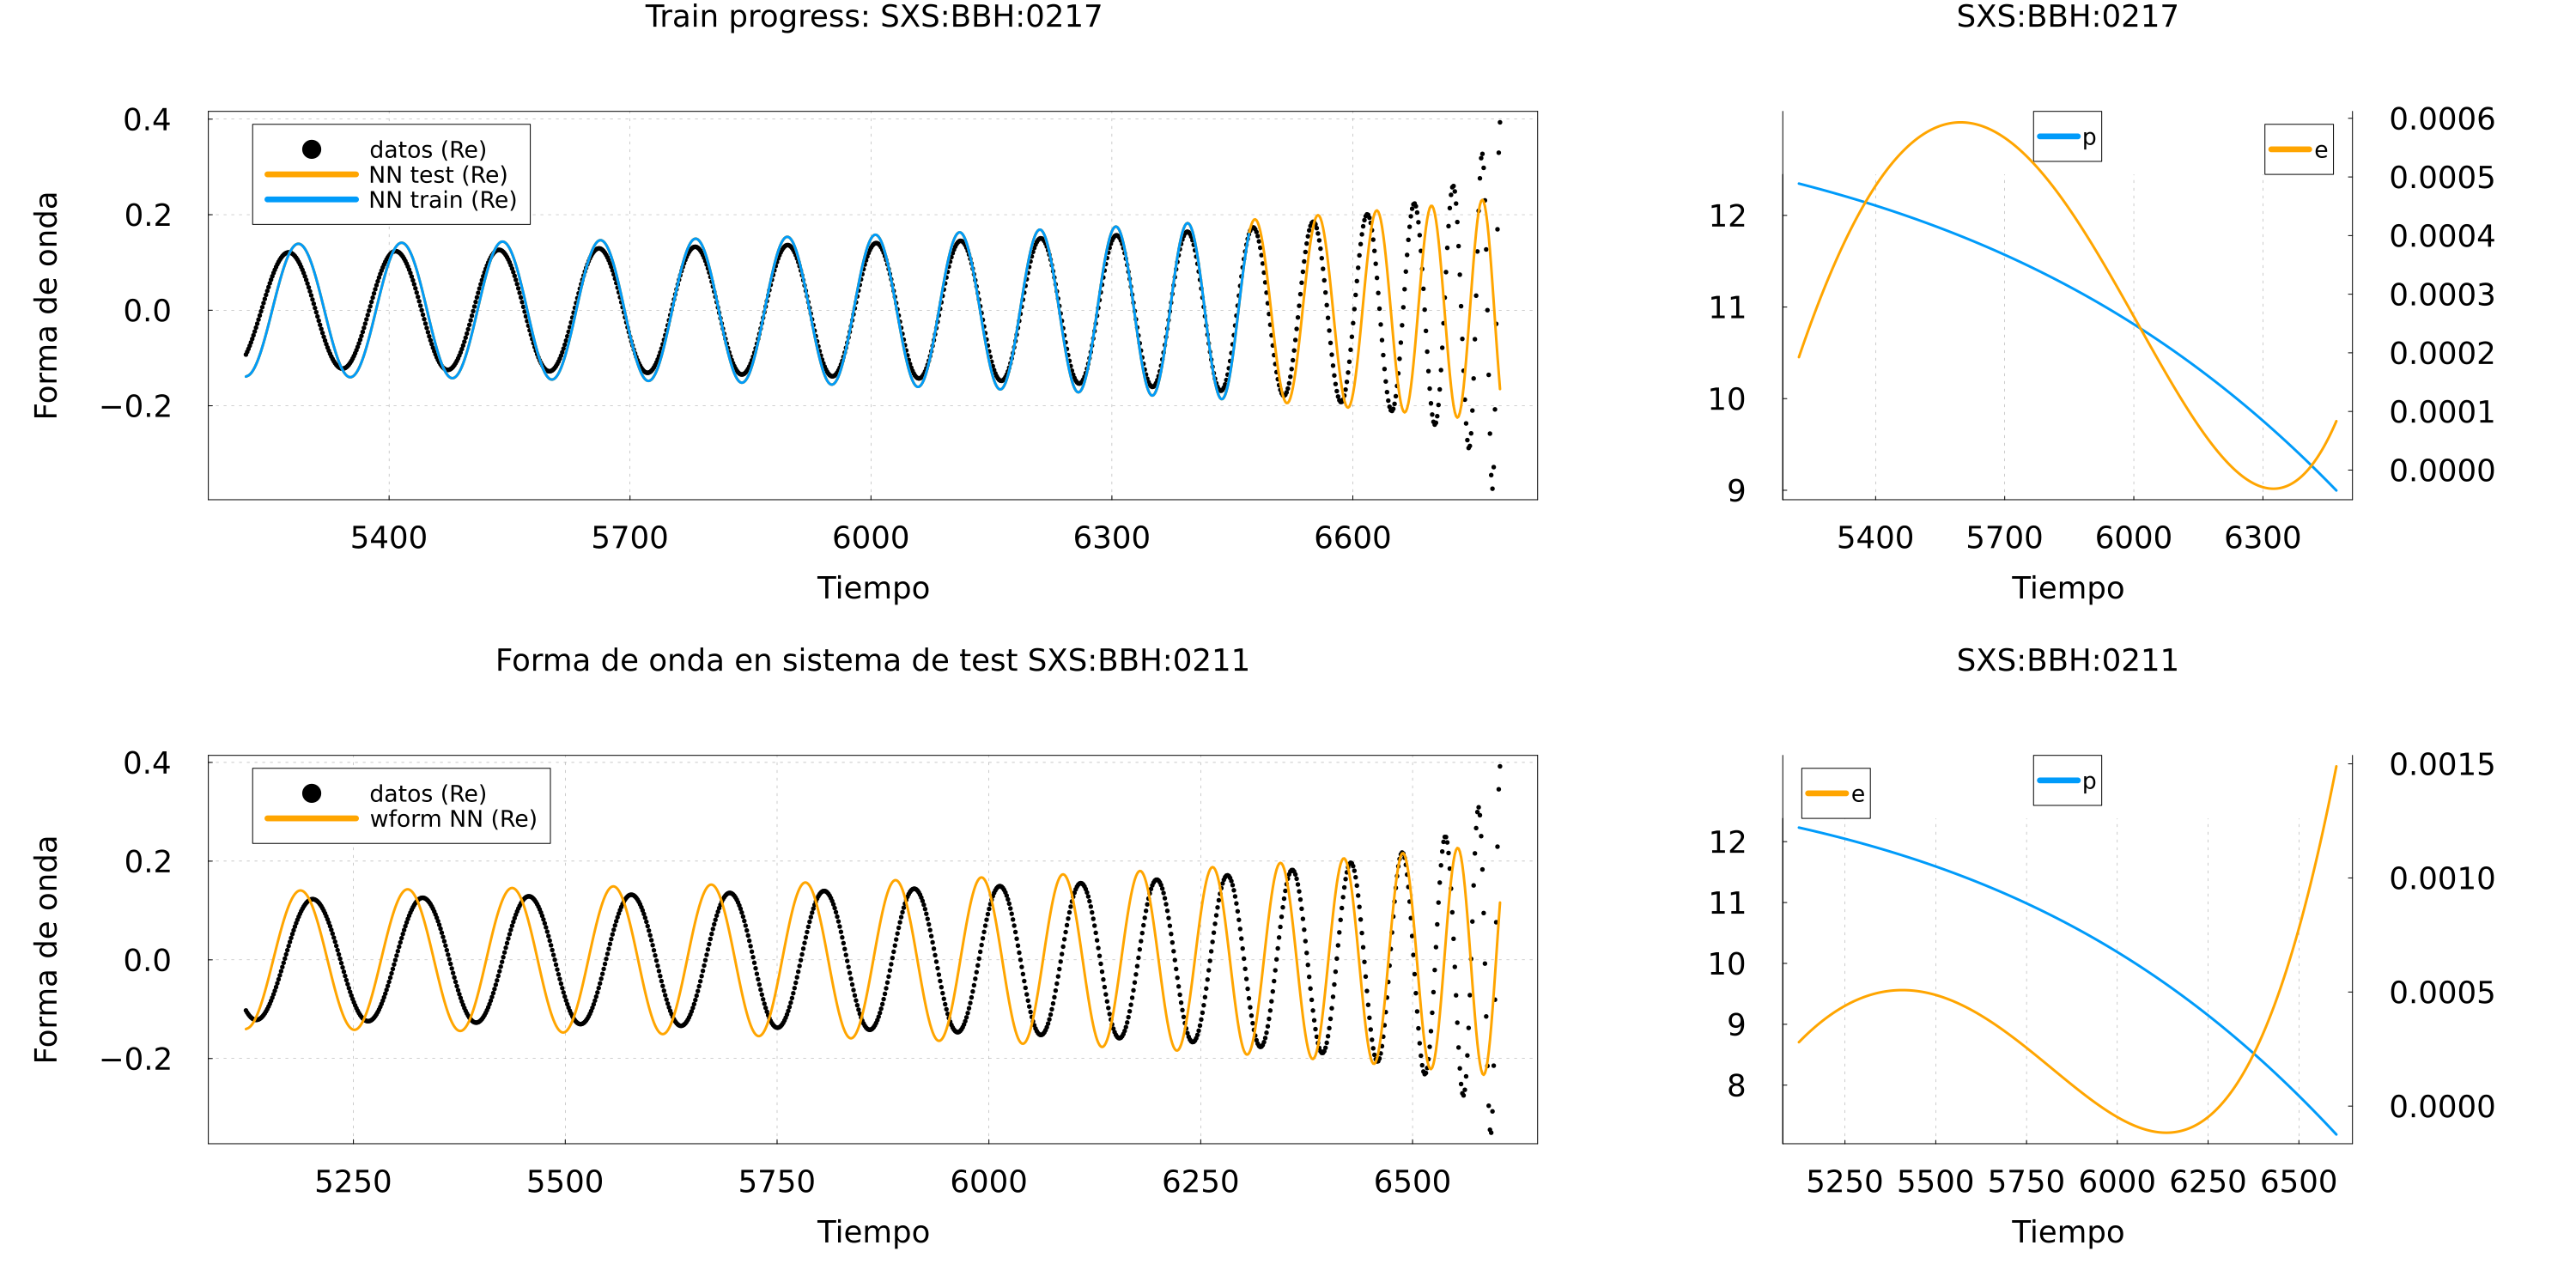 Train progress: SXS:BBH:0217
0.4
0.2
0.0
−0.2
Forma de onda
datos (Re)
NN test (Re)
NN train (Re)
5400 5700 6000 6300 6600
Tiempo
SXS:BBH:0217
12
11
10
9
p
e
0.0006
0.0005
0.0004
0.0003
0.0002
0.0001
0.0000
5400 5700 6000 6300
Tiempo
Forma de onda en sistema de test SXS:BBH:0211
0.4
0.2
0.0
−0.2
Forma de onda
datos (Re)
wform NN (Re)
5250 5500 5750 6000 6250 6500
Tiempo
SXS:BBH:0211
12
11
10
9
8
e
p
0.0015
0.0010
0.0005
0.0000
5250 5500 5750 6000 6250 6500
Tiempo